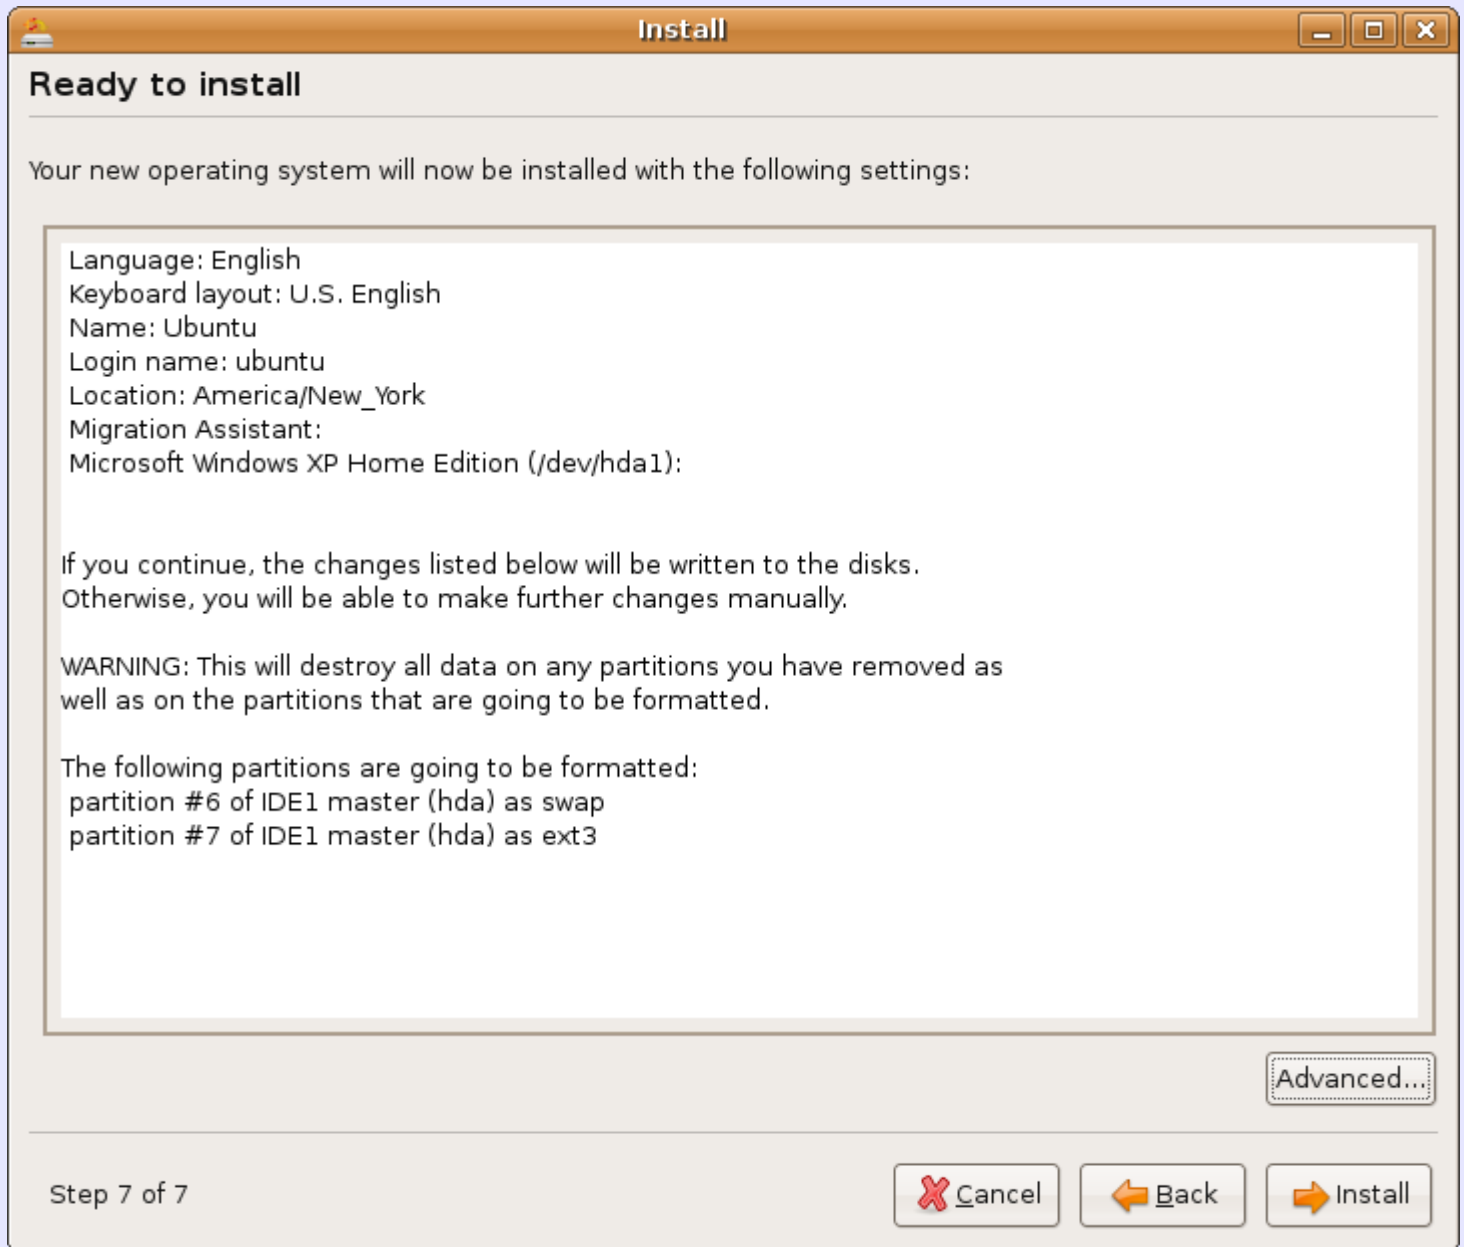 Install
Ready to install
Your new operating system will now be installed with the following settings:
Language: English
Keyboard layout: U.S. English
Name: Ubuntu
Login name: ubuntu
Location: America/New_York
Migration Assistant:
Microsoft Windows XP Home Edition (/dev/hda1):
If you continue, the changes listed below will be written to the disks.
Otherwise, you will be able to make further changes manually.
WARNING: This will destroy all data on any partitions you have removed as
well as on the partitions that are going to be formatted.
The following partitions are going to be formatted:
partition #6 of IDE1 master (hda) as swap
partition #7 of IDE1 master (hda) as ext3
Advanced...
Step 7 of 7
Cancel
Back
Install